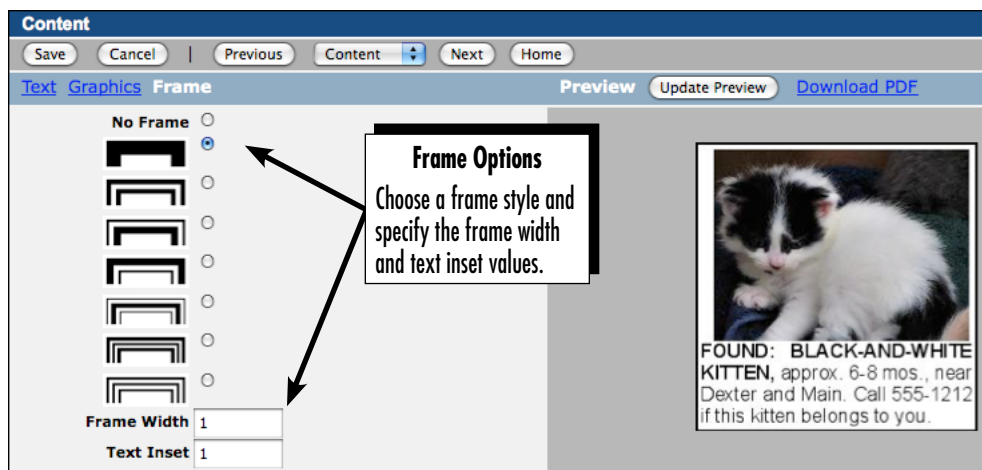 Content
Save Cancel | Previous Content Next Home
Text Graphics Frame
Preview Update Preview Download PDF
No Frame
Frame Options
Choose a frame style and
specify the frame width
and text inset values.
Frame Width 1
Text Inset 1
FOUND: BLACK-AND-WHITE
KITTEN, approx. 6-8 mos., near
Dexter and Main. Call 555-1212
if this kitten belongs to you.